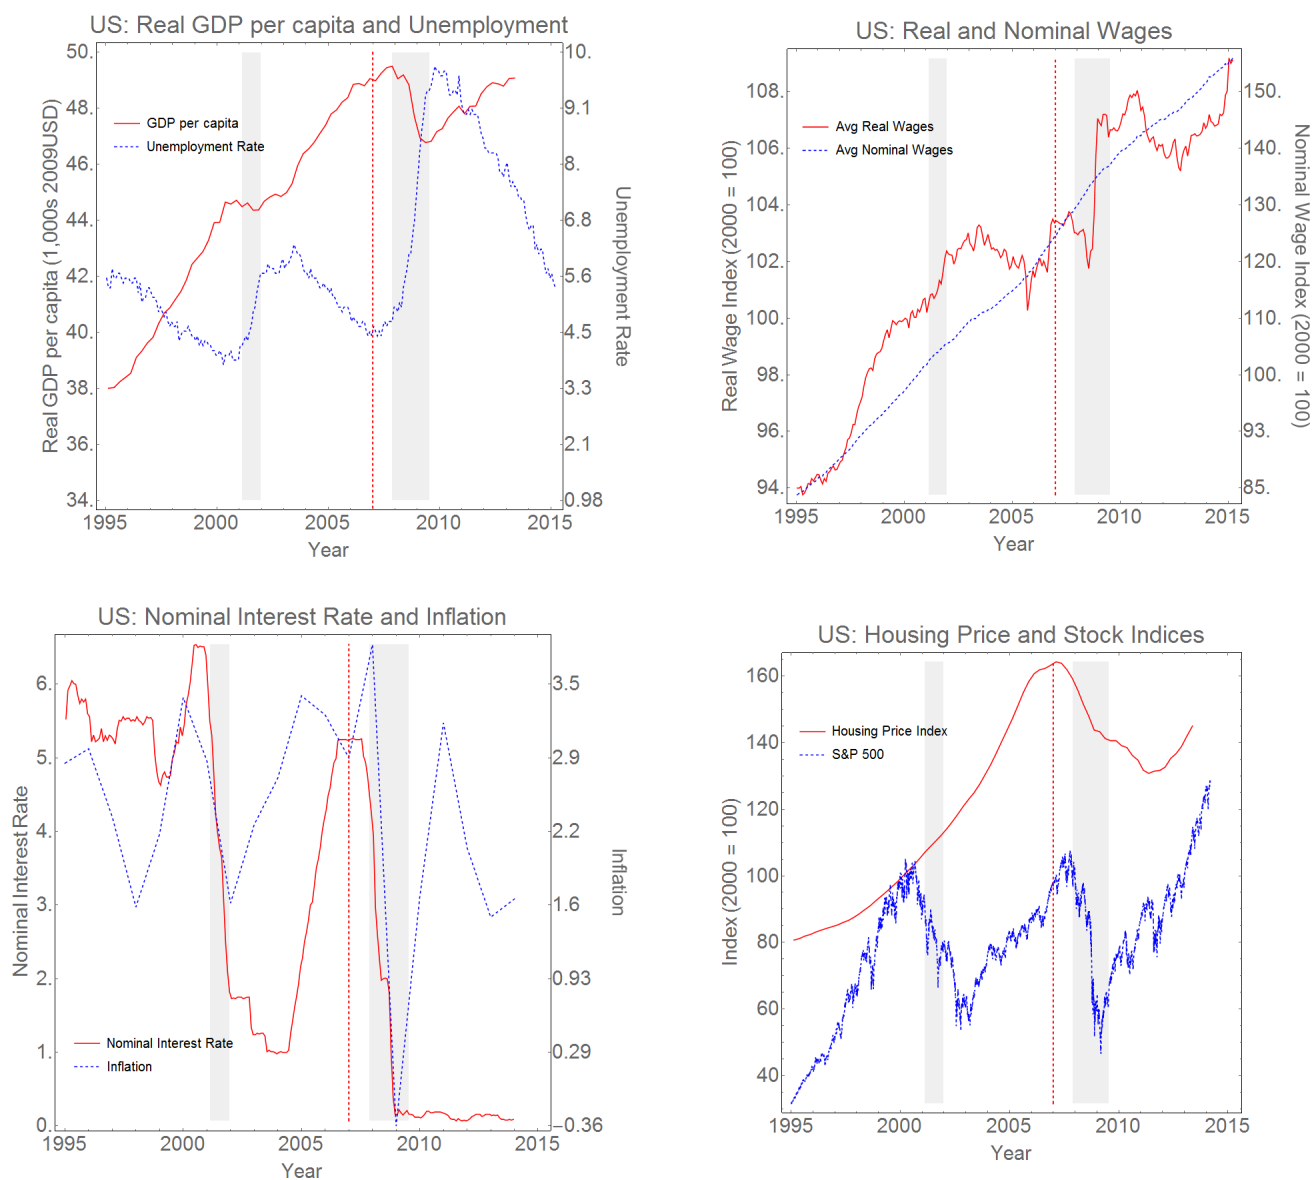 US: Real GDP per capita and Unemployment
50.
48.
46.
44.
42.
40.
38.
36.
34.
Real GDP per capita (1,000s 2009USD)
GDP per capita
Unemployment Rate
10.
9.1
8.
6.8
5.6
4.5
3.3
2.1
0.98
Unemployment Rate
1995 2000 2005 2010 2015
Year
US: Real and Nominal Wages
108.
106.
104.
102.
100.
98.
96.
94.
Real Wage Index (2000 = 100)
Avg Real Wages
Avg Nominal Wages
150.
140.
130.
120.
110.
100.
93.
85.
Nominal Wage Index (2000 = 100)
1995 2000 2005 2010 2015
Year
US: Nominal Interest Rate and Inflation
6.
5.
4.
3.
2.
1.
0.
Nominal Interest Rate
Nominal Interest Rate
Inflation
3.5
2.9
2.2
1.6
0.93
0.29
−0.36
Inflation
1995 2000 2005 2010 2015
Year
US: Housing Price and Stock Indices
160
140
120
100
80
60
40
Index (2000 = 100)
Housing Price Index
S&P 500
1995 2000 2005 2010 2015
Year